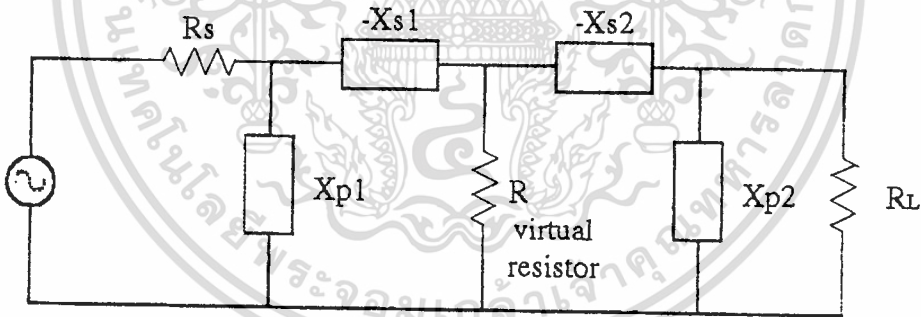 Rs
-Xs1
-Xs2
Xp1
R
virtual
resistor
Xp2
RL